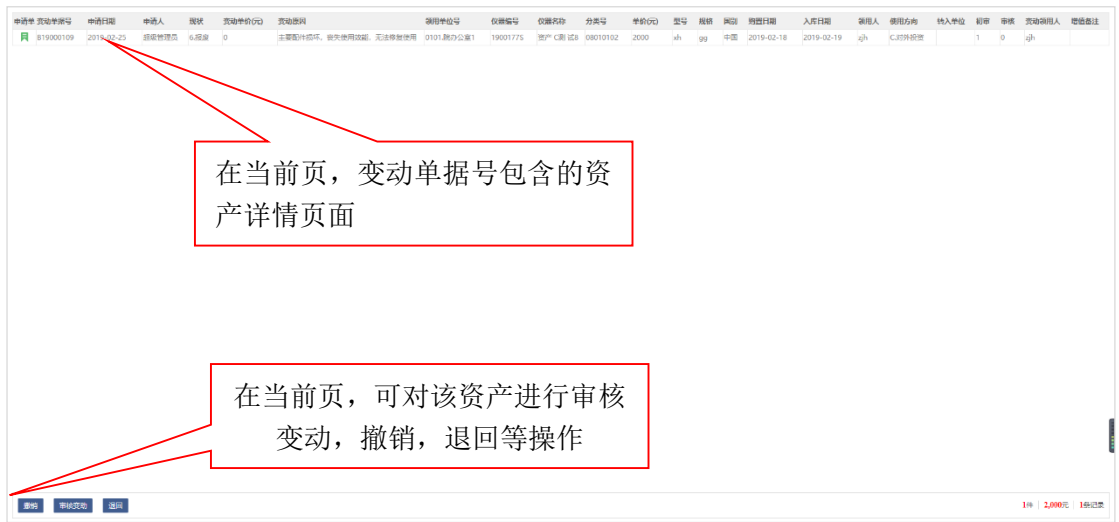 申请单 变动单据号 申请日期 申请人 现状 变动单价(元) 变动原因 领用单位号 仪器编号 仪器名称 分类号 单价(元) 型号 规格 国别 购置日期 入库日期 领用人 使用方向 转入单位 初审 审核 变动领用人 增值备注
819000109 2019-02-25 超级管理员 6.报废 0 主要配件损坏、丧失使用效能、无法修复使用 0101.院办公室1 19001775 资产 C测 试8 08010102 2000 xh gg 中国 2019-02-18 2019-02-19 zjh C.对外投资 1 0 zjh
在当前页，变动单据号包含的资
产详情页面
在当前页，可对该资产进行审核
变动，撤销，退回等操作
撤销 审核变动 退回 1件 2,000元 1条记录